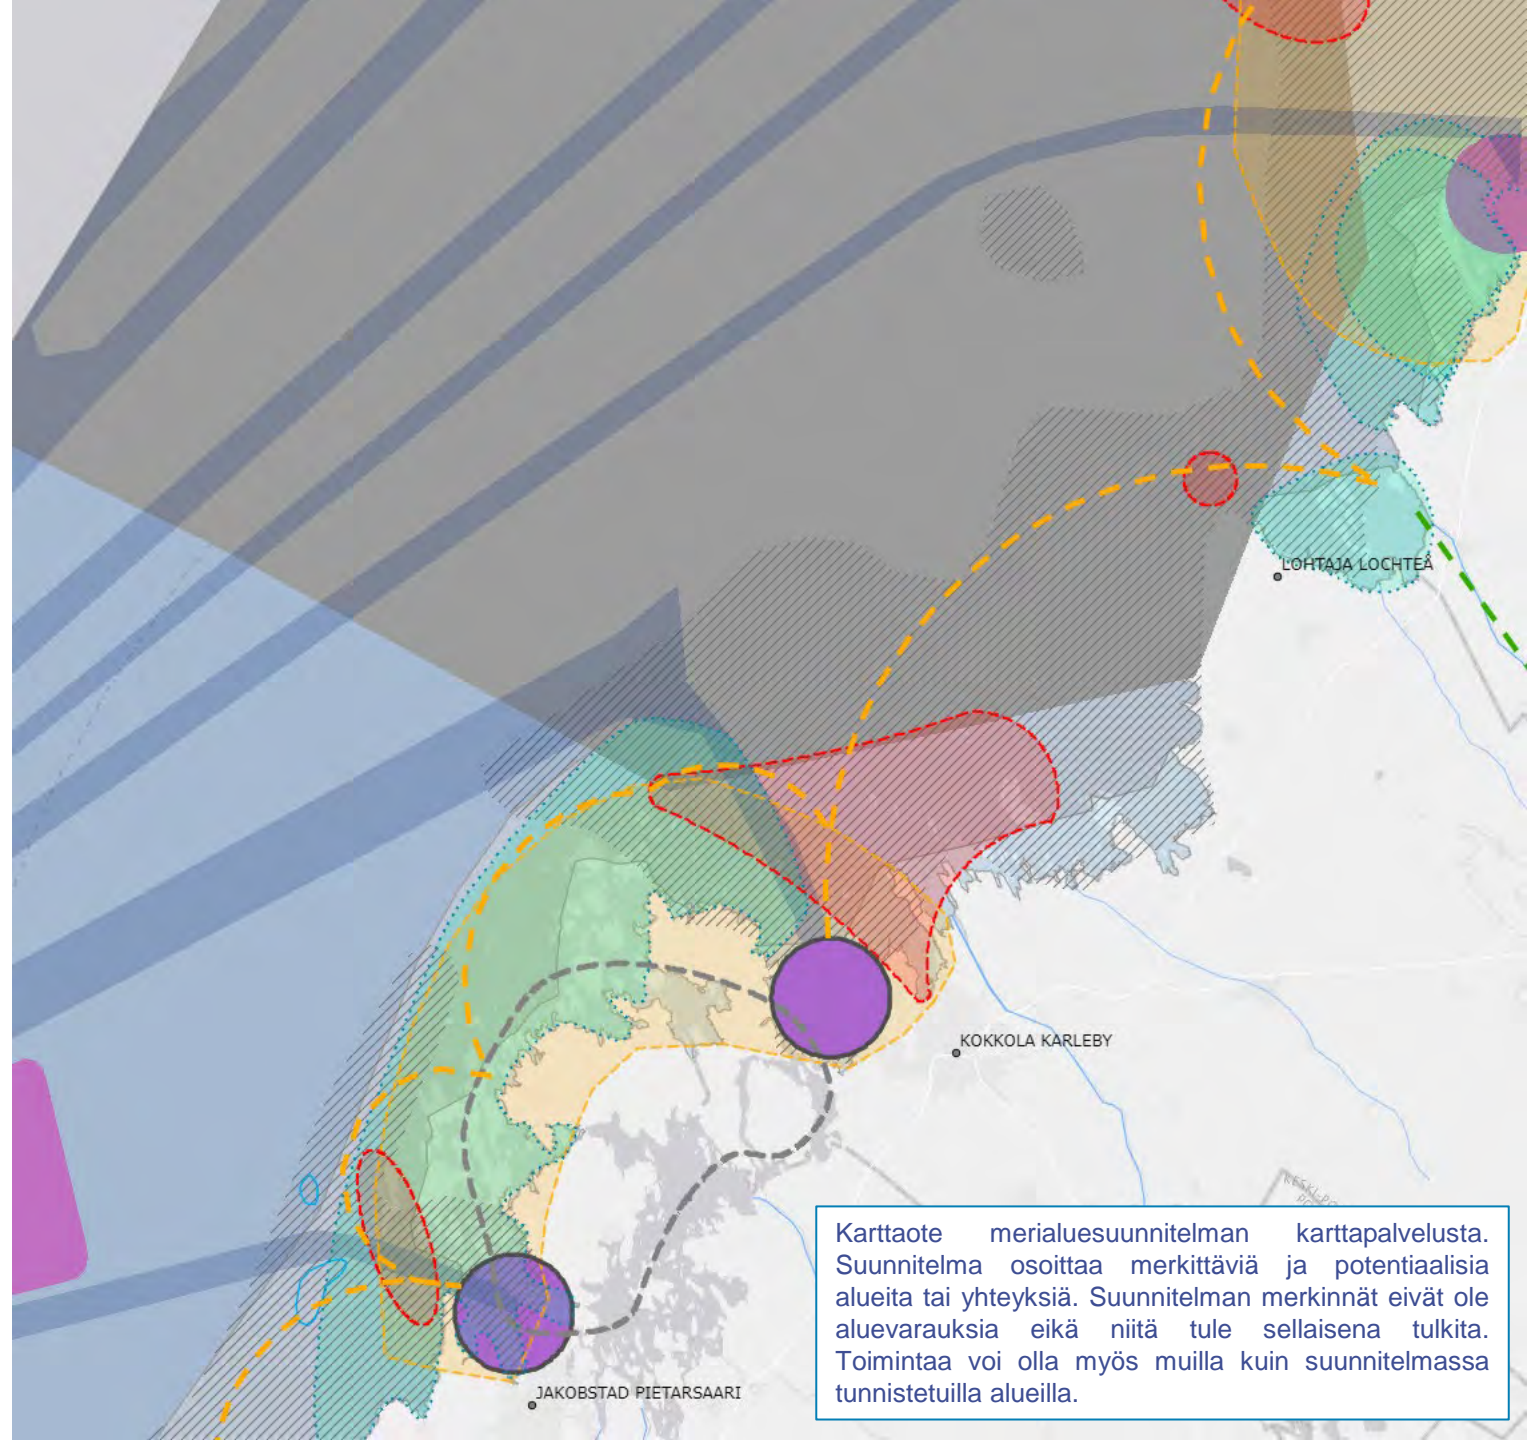 LOHTAJA LOCHTEÅ
KOKKOLA KARLEBY
Karttaote merialuesuunnitelman karttapalvelusta.
Suunnitelma osoittaa merkittäviä ja potentiaalisia
alueita tai yhteyksiä. Suunnitelman merkinnät eivät ole
aluevarauksia eikä niitä tule sellaisena tulkita.
Toimintaa voi olla myös muilla kuin suunnitelmassa
tunnistetuilla alueilla.
JAKOBSTAD PIETARSAARI